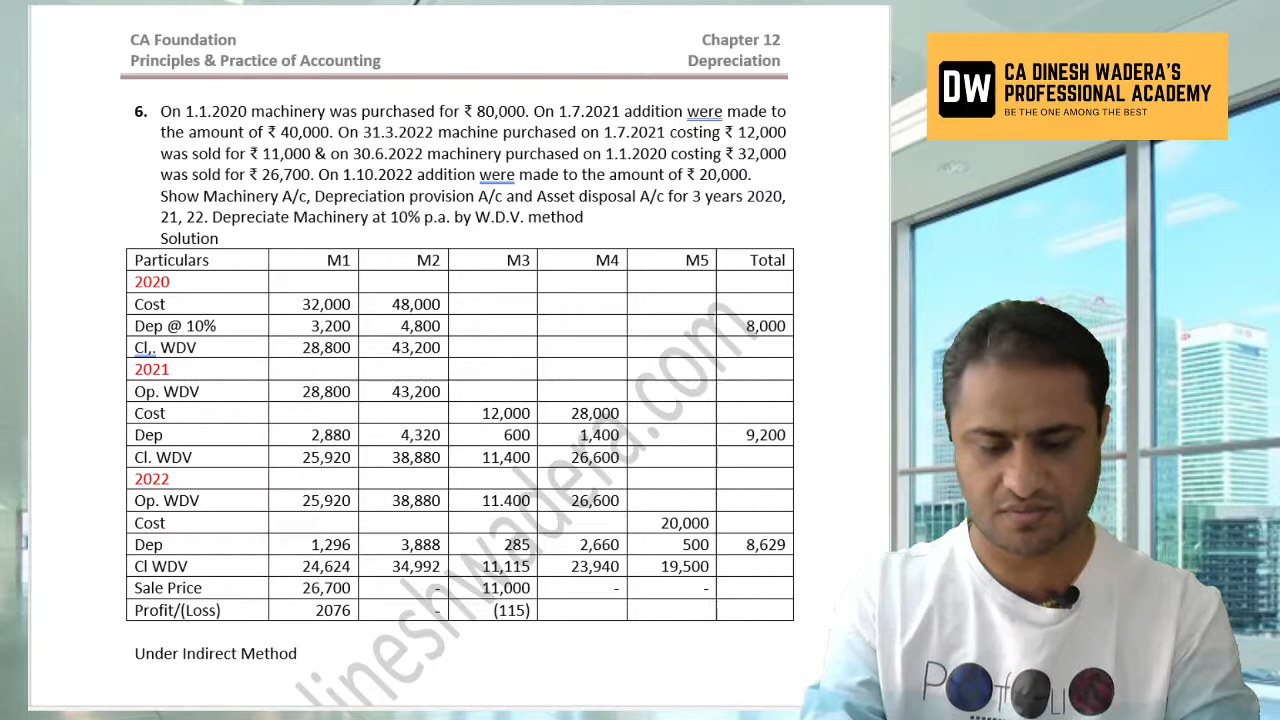 CA Foundation Chapter 12
Principles & Practice of Accounting Depreciation
DW CA DINESH WADERA'S
PROFESSIONAL ACADEMY
BE THE ONE AMONG THE BEST
6. On 1.1.2020 machinery was purchased for ₹ 80,000. On 1.7.2021 addition were made to
the amount of ₹ 40,000. On 31.3.2022 machine purchased on 1.7.2021 costing ₹ 12,000
was sold for ₹ 11,000 & on 30.6.2022 machinery purchased on 1.1.2020 costing ₹ 32,000
was sold for ₹ 26,700. On 1.10.2022 addition were made to the amount of ₹ 20,000.
Show Machinery A/c, Depreciation provision A/c and Asset disposal A/c for 3 years 2020,
21, 22. Depreciate Machinery at 10% p.a. by W.D.V. method
Solution
Particulars M1 M2 M3 M4 M5 Total
2020
Cost 32,000 48,000
Dep @ 10% 3,200 4,800 8,000
Cl,. WDV 28,800 43,200
2021
Op. WDV 28,800 43,200
Cost 12,000 28,000
Dep 2,880 4,320 600 1,400 9,200
Cl. WDV 25,920 38,880 11,400 26,600
2022
Op. WDV 25,920 38,880 11.400 26,600
Cost 20,000
Dep 1,296 3,888 285 2,660 500 8,629
Cl WDV 24,624 34,992 11,115 23,940 19,500
Sale Price 26,700 - 11,000 - -
Profit/(Loss) 2076 - (115)
Under Indirect Method
dineshwadera.com